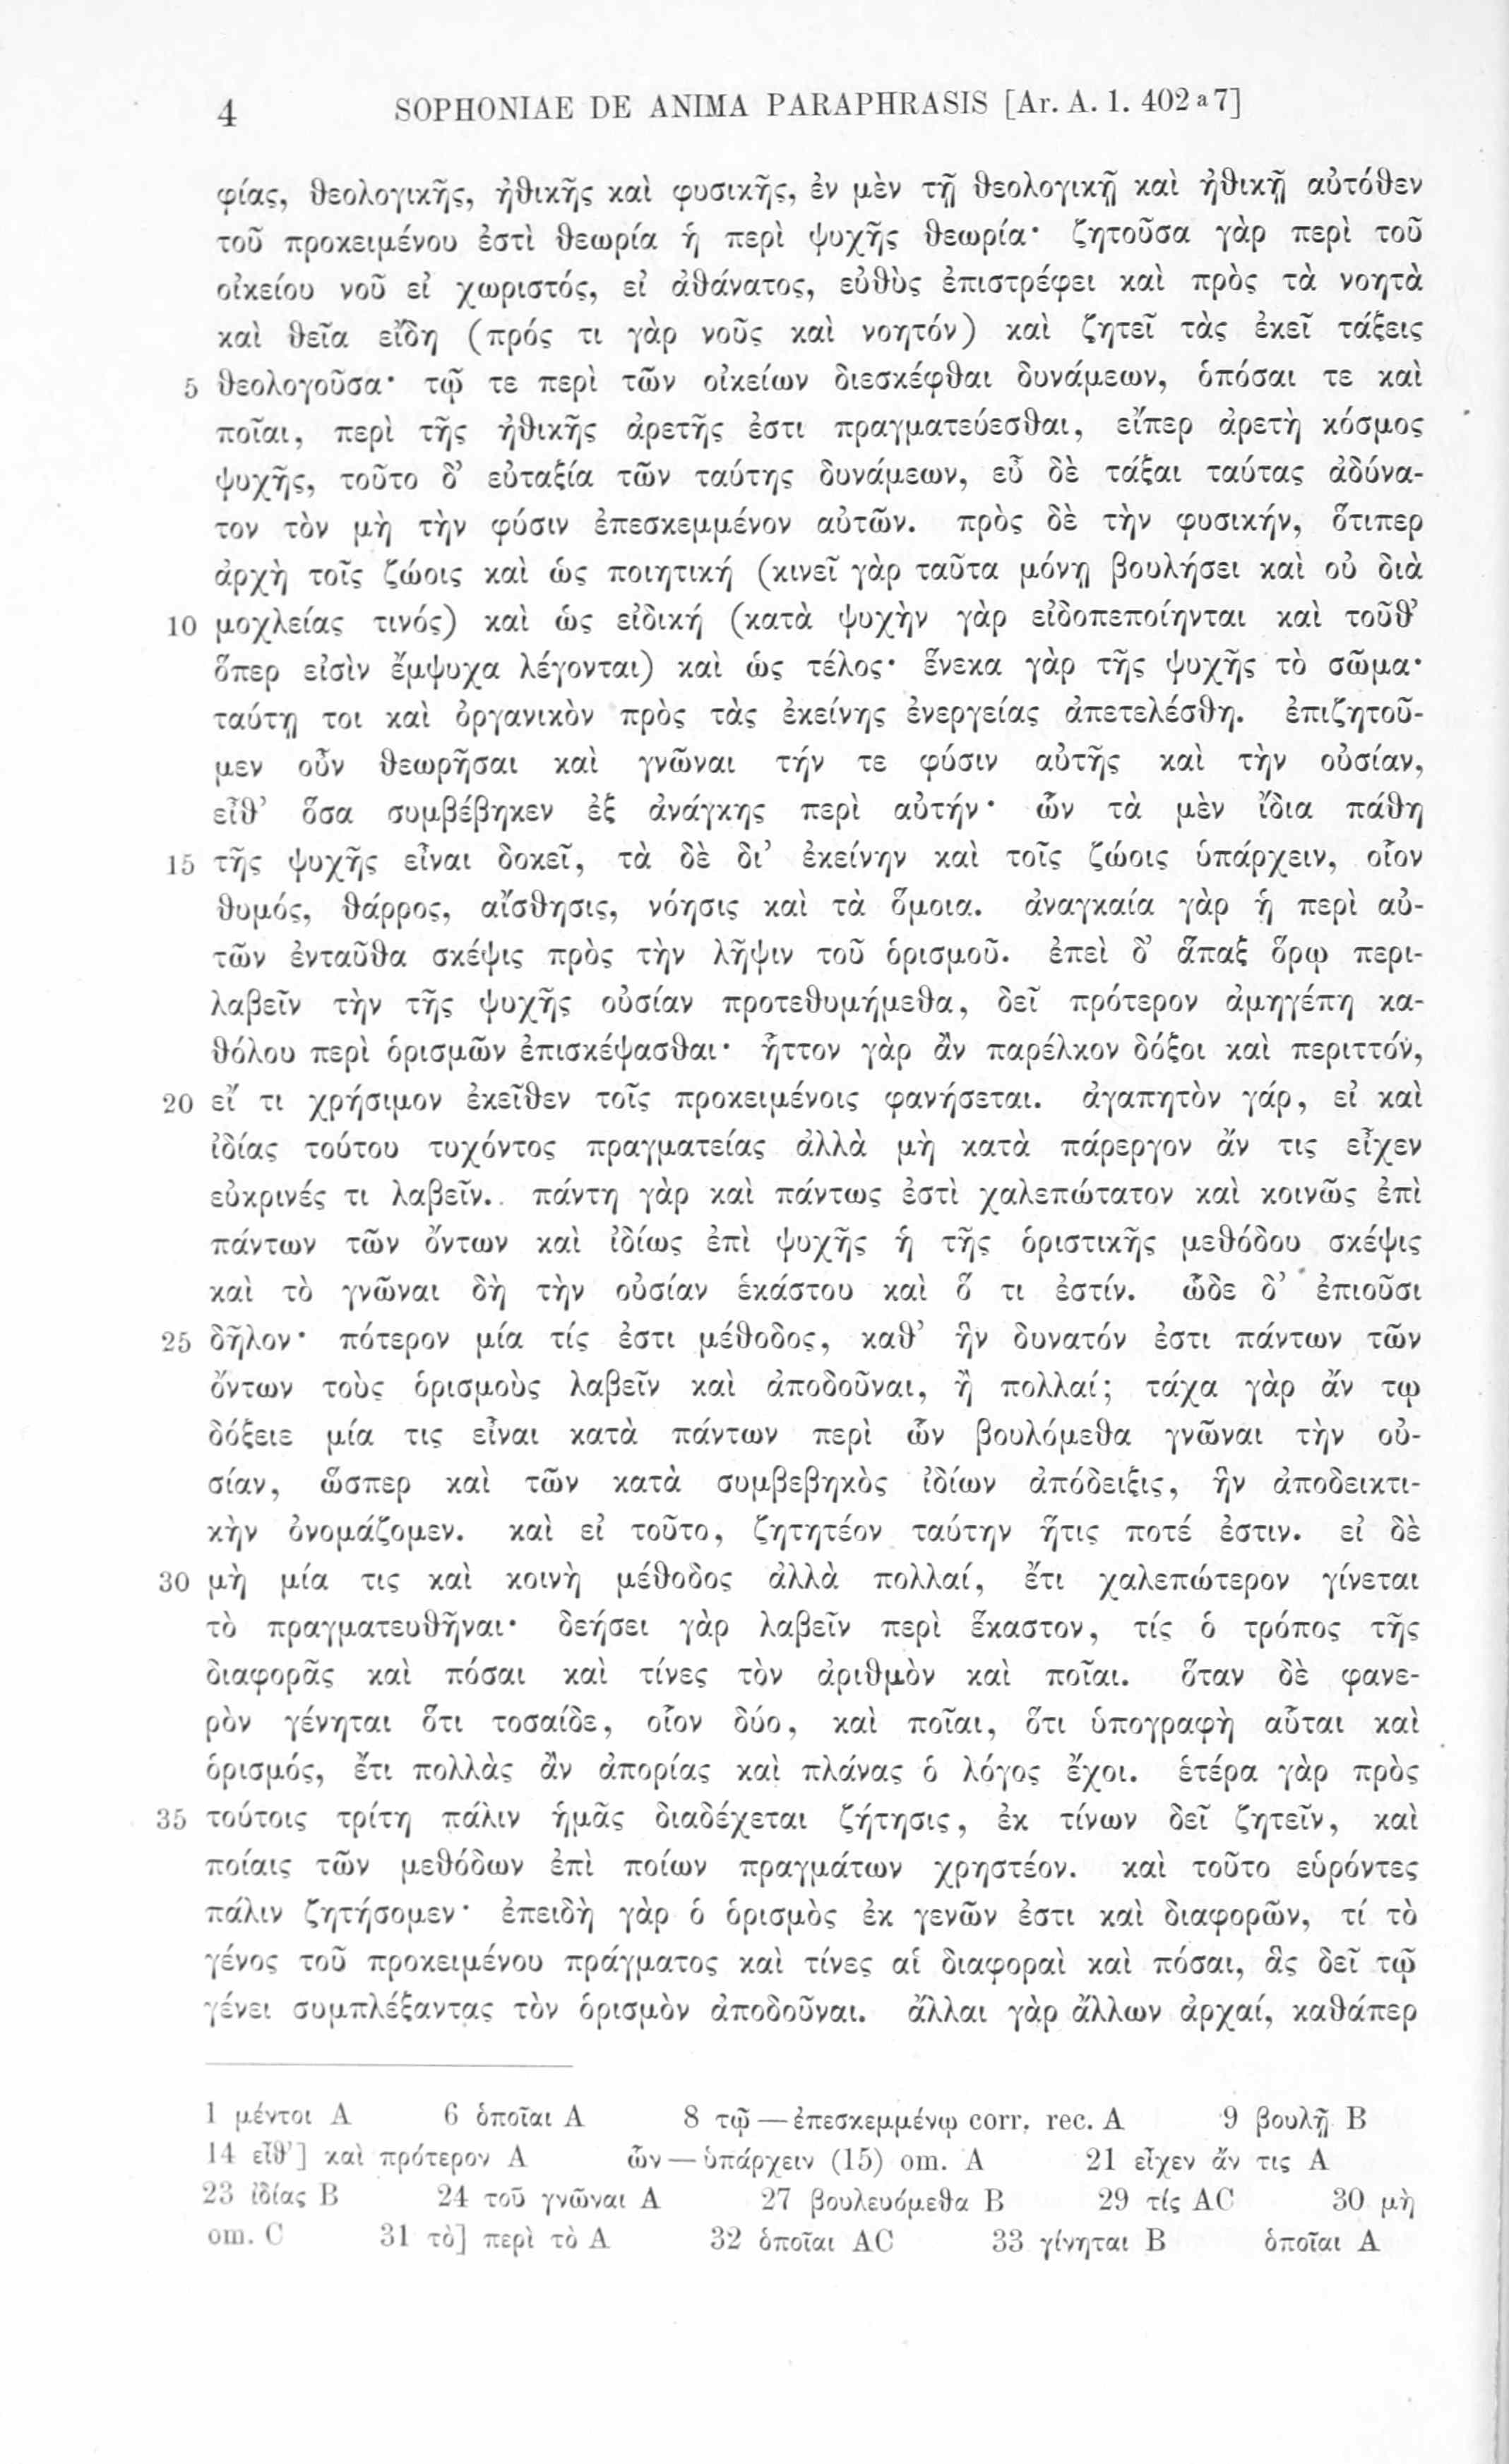 4 SOPHONIAE DE ANIMA PARAPHRASIS [Ar. A. 1. 402 a 7]
φίας, θεολογικῆς, ἠθικῆς καὶ φυσικῆς, ἐν μὲν τῇ θεολογικῇ καὶ ἠθικῇ αὐτόθεν
τοῦ προκειμένου ἐστὶ θεωρία ἡ περὶ ψυχῆς θεωρία· ζητοῦσα γὰρ περὶ τοῦ
οἰκείου νοῦ εἰ χωριστός, εἰ ἀθάνατος, εὐθὺς ἐπιστρέφει καὶ πρὸς τὰ νοητὰ
καὶ θεῖα εἴδη (πρός τι γὰρ νοῦς καὶ νοητόν) καὶ ζητεῖ τὰς ἐκεῖ τάξεις
5 θεολογοῦσα· τῷ τε περὶ τῶν οἰκείων διεσκέφθαι δυνάμεων, ὁπόσαι τε καὶ
ποῖαι, περὶ τῆς ἠθικῆς ἀρετῆς ἐστι πραγματεύεσθαι, εἴπερ ἀρετὴ κόσμος
ψυχῆς, τοῦτο δ’ εὐταξία τῶν ταύτης δυνάμεων, εὖ δὲ τάξαι ταύτας ἀδύνα-
τον τὸν μὴ τὴν φύσιν ἐπεσκεμμένον αὐτῶν. πρὸς δὲ τὴν φυσικήν, ὅτιπερ
ἀρχὴ τοῖς ζώοις καὶ ὡς ποιητική (κινεῖ γὰρ ταῦτα μόνῃ βουλήσει καὶ οὐ διὰ
10 μοχλείας τινός) καὶ ὡς εἰδική (κατὰ ψυχὴν γὰρ εἰδοπεποίηνται καὶ τοῦθ’
ὅπερ εἰσὶν ἔμψυχα λέγονται) καὶ ὡς τέλος· ἕνεκα γὰρ τῆς ψυχῆς τὸ σῶμα·
ταύτῃ τοι καὶ ὀργανικὸν πρὸς τὰς ἐκείνης ἐνεργείας ἀπετελέσθη. ἐπιζητοῦ-
μεν οὖν θεωρῆσαι καὶ γνῶναι τήν τε φύσιν αὐτῆς καὶ τὴν οὐσίαν,
εἶθ’ ὅσα συμβέβηκεν ἐξ ἀνάγκης περὶ αὐτήν· ὧν τὰ μὲν ἴδια πάθη
15 τῆς ψυχῆς εἶναι δοκεῖ, τὰ δὲ δι’ ἐκείνην καὶ τοῖς ζώοις ὑπάρχειν, οἷον
θυμός, θάρρος, αἴσθησις, νόησις καὶ τὰ ὅμοια. ἀναγκαία γὰρ ἡ περὶ αὐ-
τῶν ἐνταῦθα σκέψις πρὸς τὴν λῆψιν τοῦ ὁρισμοῦ. ἐπεὶ δ’ ἅπαξ ὅρῳ περι-
λαβεῖν τὴν τῆς ψυχῆς οὐσίαν προτεθυμήμεθα, δεῖ πρότερον ἀμηγέπη κα-
θόλου περὶ ὁρισμῶν ἐπισκέψασθαι· ἧττον γὰρ ἂν παρέλκον δόξοι καὶ περιττόν,
20 εἴ τι χρήσιμον ἐκεῖθεν τοῖς προκειμένοις φανήσεται. ἀγαπητὸν γάρ, εἰ καὶ
ἰδίας τούτου τυχόντος πραγματείας ἀλλὰ μὴ κατὰ πάρεργον ἄν τις εἶχεν
εὐκρινές τι λαβεῖν. πάντη γὰρ καὶ πάντως ἐστὶ χαλεπώτατον καὶ κοινῶς ἐπὶ
πάντων τῶν ὄντων καὶ ἰδίως ἐπὶ ψυχῆς ἡ τῆς ὁριστικῆς μεθόδου σκέψις
καὶ τὸ γνῶναι δὴ τὴν οὐσίαν ἑκάστου καὶ ὅ τι ἐστίν. ὧδε δ’ ἐπιοῦσι
25 δῆλον· πότερον μία τίς ἐστι μέθοδος, καθ’ ἣν δυνατόν ἐστι πάντων τῶν
ὄντων τοὺς ὁρισμοὺς λαβεῖν καὶ ἀποδοῦναι, ἢ πολλαί; τάχα γὰρ ἄν τῳ
δόξειε μία τις εἶναι κατὰ πάντων περὶ ὧν βουλόμεθα γνῶναι τὴν οὐ-
σίαν, ὥσπερ καὶ τῶν κατὰ συμβεβηκὸς ἰδίων ἀπόδειξις, ἣν ἀποδεικτι-
κὴν ὀνομάζομεν. καὶ εἰ τοῦτο, ζητητέον ταύτην ἥτις ποτέ ἐστιν. εἰ δὲ
30 μὴ μία τις καὶ κοινὴ μέθοδος ἀλλὰ πολλαί, ἔτι χαλεπώτερον γίνεται
τὸ πραγματευθῆναι· δεήσει γὰρ λαβεῖν περὶ ἕκαστον, τίς ὁ τρόπος τῆς
διαφορᾶς καὶ πόσαι καὶ τίνες τὸν ἀριθμὸν καὶ ποῖαι. ὅταν δὲ φανε-
ρὸν γένηται ὅτι τοσαίδε, οἷον δύο, καὶ ποῖαι, ὅτι ὑπογραφὴ αὗται καὶ
ὁρισμός, ἔτι πολλὰς ἂν ἀπορίας καὶ πλάνας ὁ λόγος ἔχοι. ἑτέρα γὰρ πρὸς
35 τούτοις τρίτη πάλιν ἡμᾶς διαδέχεται ζήτησις, ἐκ τίνων δεῖ ζητεῖν, καὶ
ποίαις τῶν μεθόδων ἐπὶ ποίων πραγμάτων χρηστέον. καὶ τοῦτο εὑρόντες
πάλιν ζητήσομεν· ἐπειδὴ γὰρ ὁ ὁρισμὸς ἐκ γενῶν ἐστι καὶ διαφορῶν, τί τὸ
γένος τοῦ προκειμένου πράγματος καὶ τίνες αἱ διαφοραὶ καὶ πόσαι, ἃς δεῖ τῷ
γένει συμπλέξαντας τὸν ὁρισμὸν ἀποδοῦναι. ἄλλαι γὰρ ἄλλων ἀρχαί, καθάπερ
1 μέντοι A 6 ὁποῖαι A 8 τῷ — ἐπεσκεμμένῳ corr. rec. A 9 βουλῇ B
14 εἶθ’] καὶ πρότερον A ὧν — ὑπάρχειν (15) om. A 21 εἶχεν ἄν τις A
23 ἰδίας B 24 τοῦ γνῶναι A 27 βουλευόμεθα B 29 τίς AC 30 μὴ
om. C 31 τὸ] περὶ τὸ A 32 ὁποῖαι AC 33 γίνηται B ὁποῖαι A